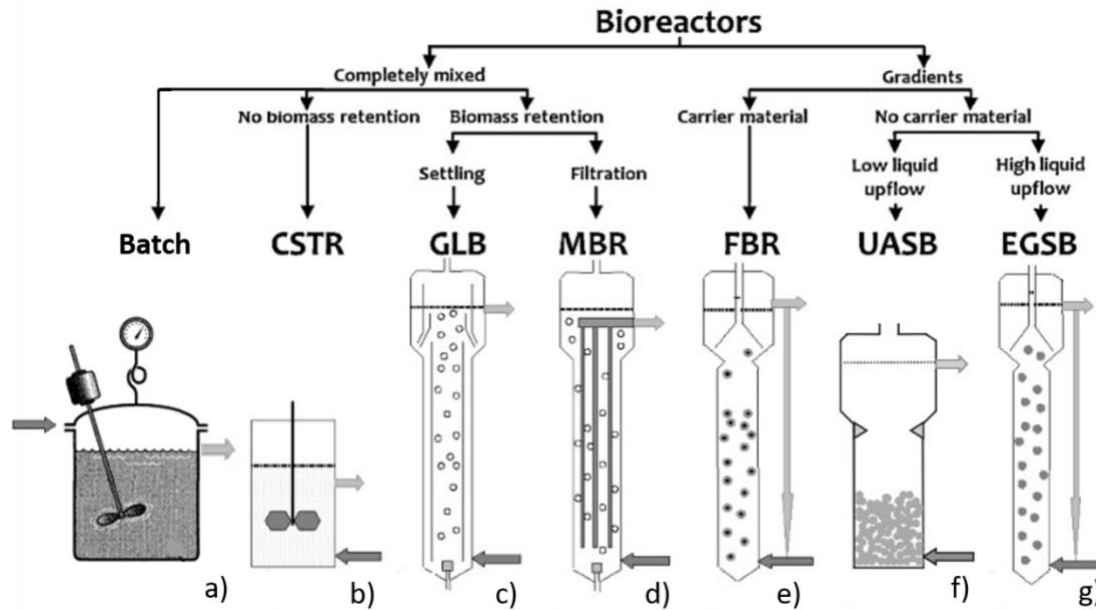 Bioreactors
Completely mixed
Gradients
No biomass retention
Biomass retention
Carrier material
No carrier material
Settling
Filtration
Low liquid
upflow
High liquid
upflow
Batch
CSTR
GLB
MBR
FBR
UASB
EGSB
a)
b)
c)
d)
e)
f)
g)